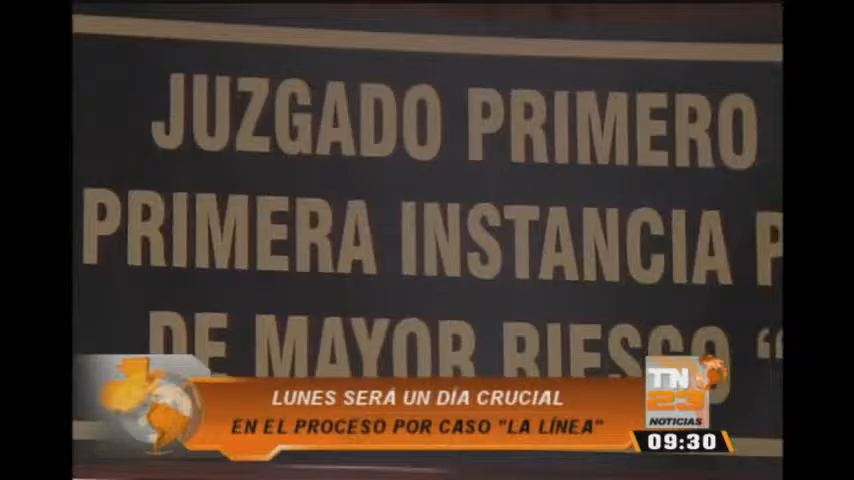 JUZGADO PRIMERO
PRIMERA INSTANCIA P
DE MAYOR RIESGO "
LUNES SERÁ UN DÍA CRUCIAL
EN EL PROCESO POR CASO "LA LÍNEA"
TN
23
NOTICIAS
09:30